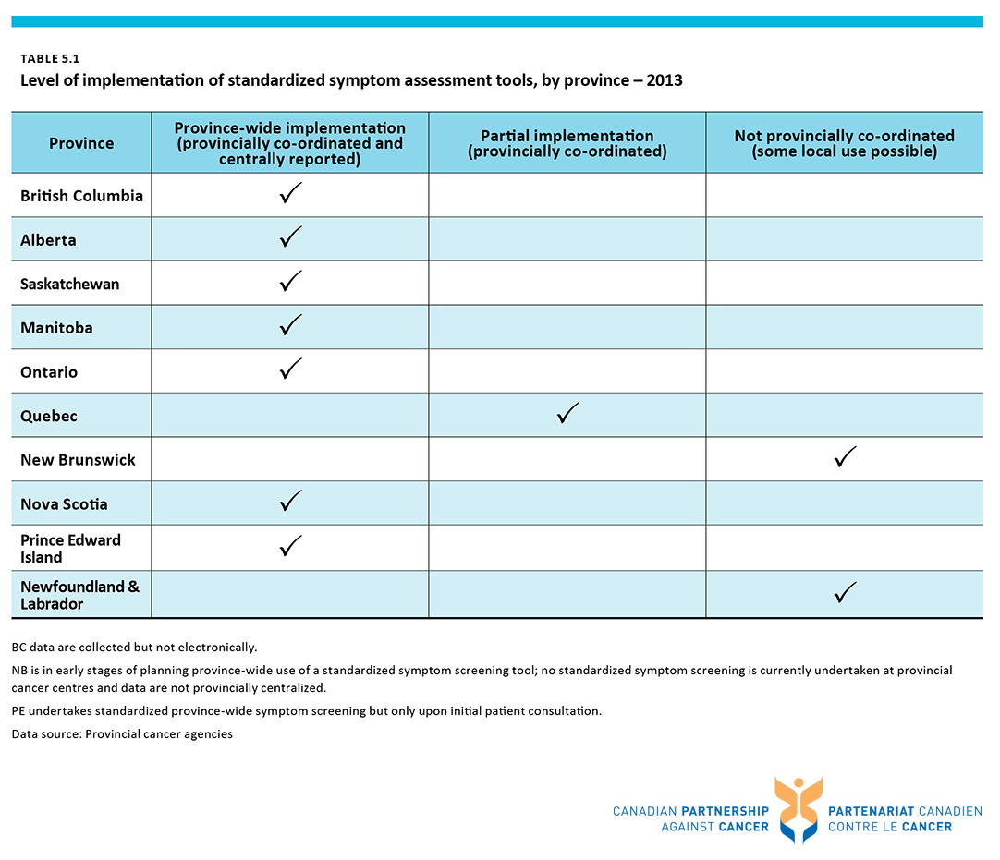 TABLE 5.1
Level of implementation of standardized symptom assessment tools, by province – 2013
Province
Province-wide implementation
(provincially co-ordinated and
centrally reported)
Partial implementation
(provincially co-ordinated)
Not provincially co-ordinated
(some local use possible)
British Columbia ✓
Alberta ✓
Saskatchewan ✓
Manitoba ✓
Ontario ✓
Quebec ✓
New Brunswick ✓
Nova Scotia ✓
Prince Edward
Island ✓
Newfoundland &
Labrador ✓
BC data are collected but not electronically.
NB is in early stages of planning province-wide use of a standardized symptom screening tool; no standardized symptom screening is currently undertaken at provincial
cancer centres and data are not provincially centralized.
PE undertakes standardized province-wide symptom screening but only upon initial patient consultation.
Data source: Provincial cancer agencies
CANADIAN PARTNERSHIP
AGAINST CANCER
PARTENARIAT CANADIEN
CONTRE LE CANCER